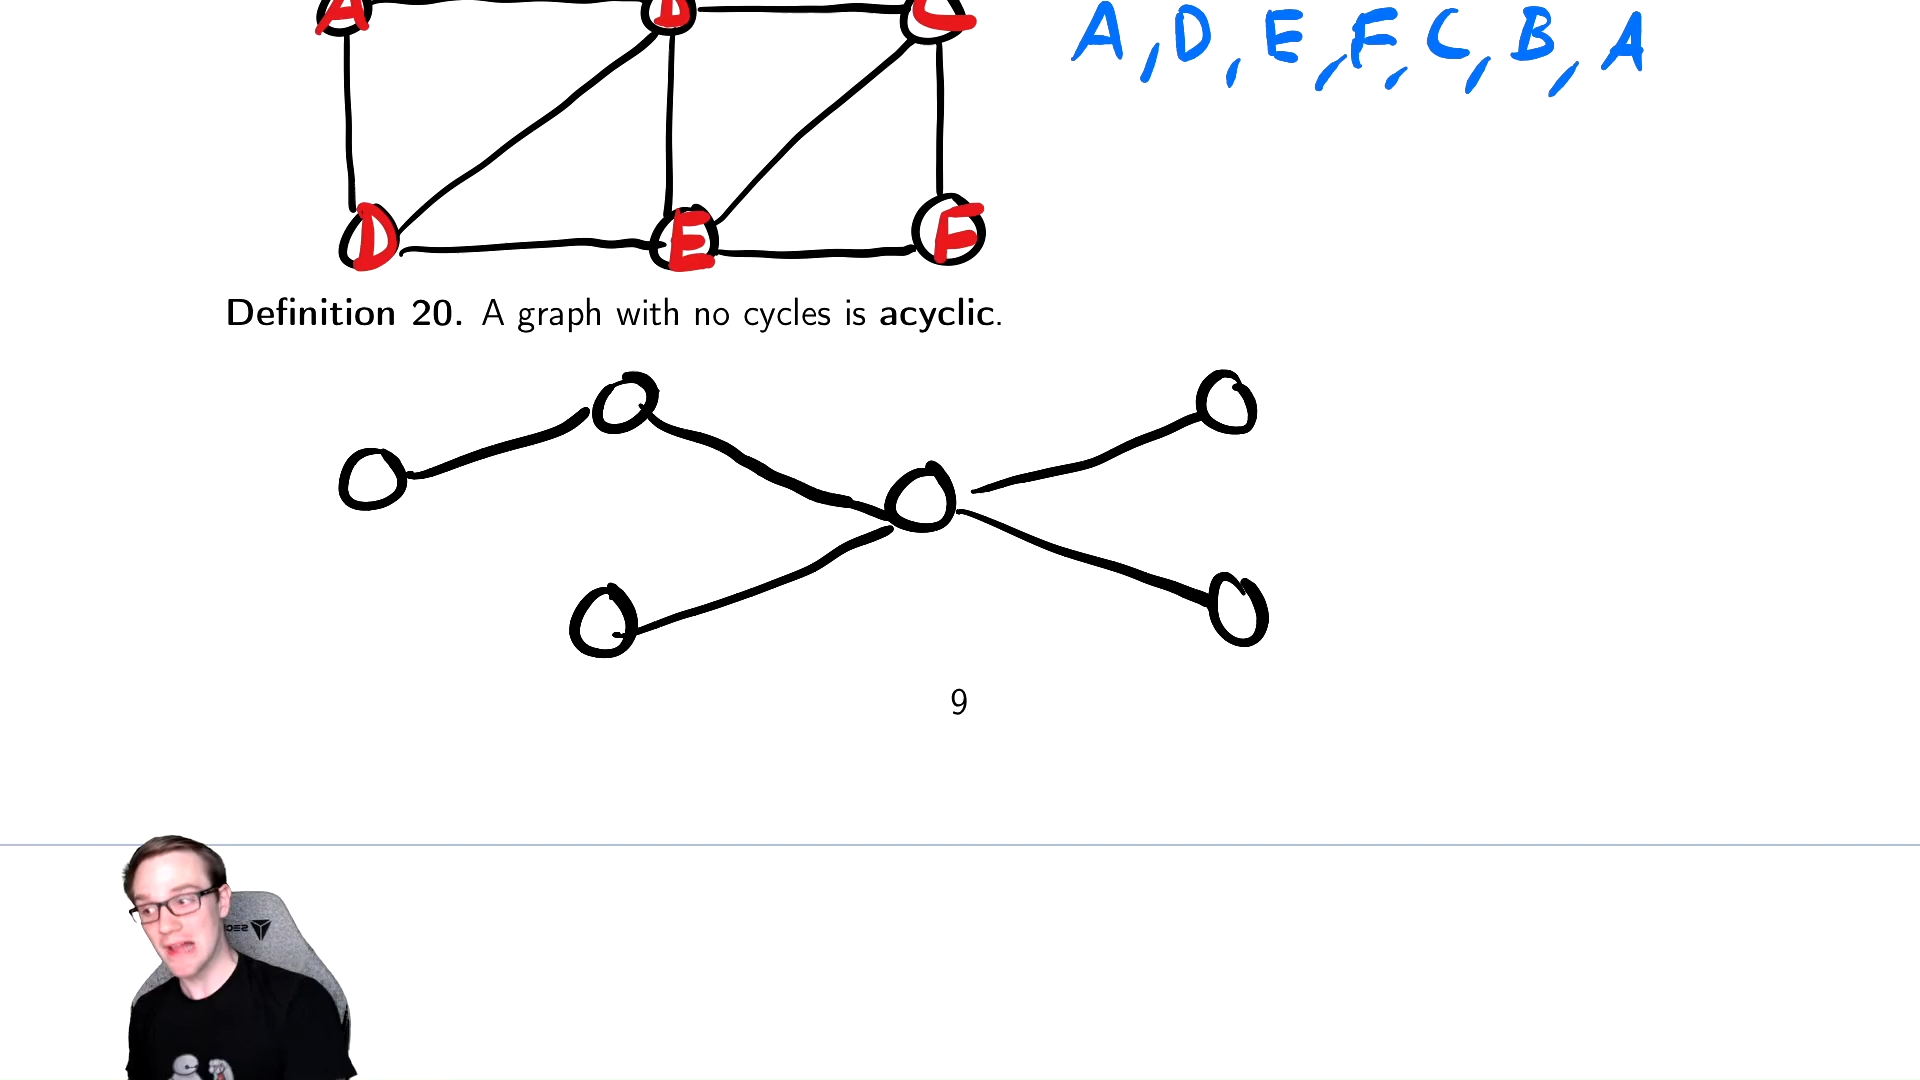 A B C
A, D, E, F, C, B, A
D E F
Definition 20. A graph with no cycles is acyclic.
9